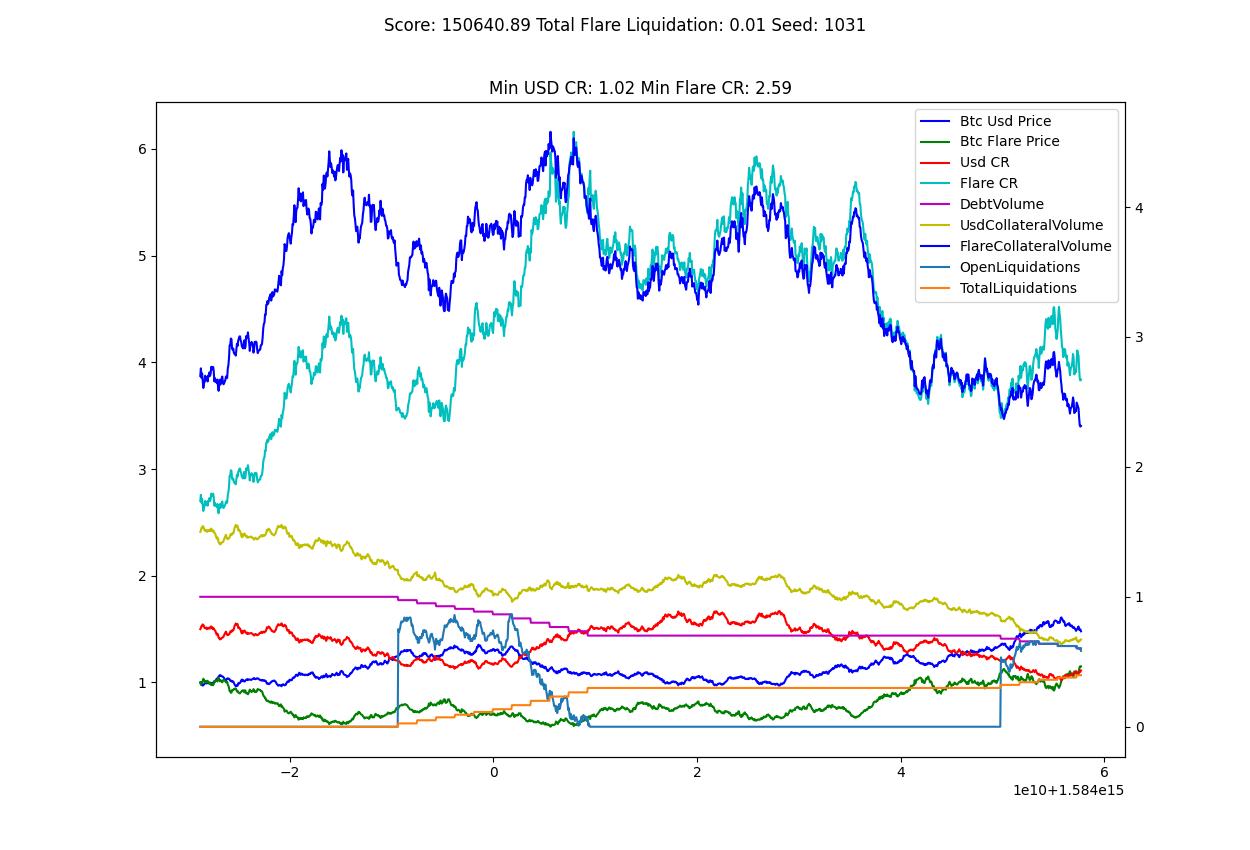 Score: 150640.89 Total Flare Liquidation: 0.01 Seed: 1031
Min USD CR: 1.02 Min Flare CR: 2.59
Btc Usd Price
Btc Flare Price
Usd CR
Flare CR
DebtVolume
UsdCollateralVolume
FlareCollateralVolume
OpenLiquidations
TotalLiquidations
6
5
4
3
2
1
4
3
2
1
0
−2
0
2
4
6
1e10+1.584e15